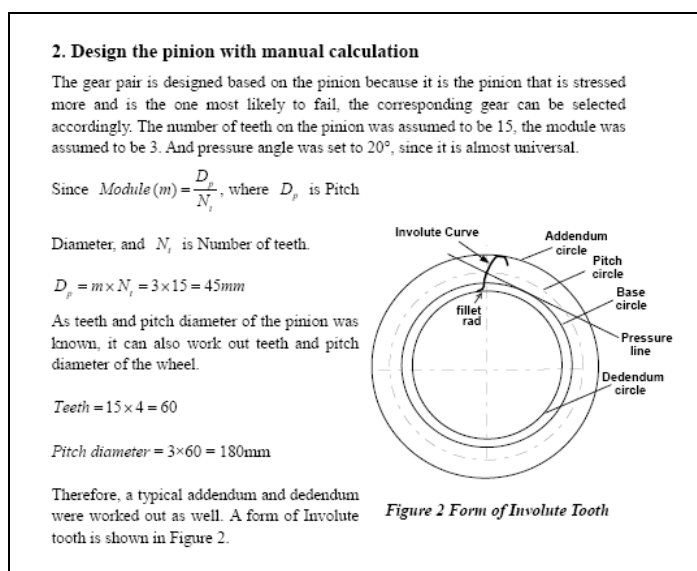 2. Design the pinion with manual calculation
The gear pair is designed based on the pinion because it is the pinion that is stressed
more and is the one most likely to fail, the corresponding gear can be selected
accordingly. The number of teeth on the pinion was assumed to be 15, the module was
assumed to be 3. And pressure angle was set to 20°, since it is almost universal.
Since Module (m) = D_p / N_t, where D_p is Pitch
Diameter, and N_t is Number of teeth.
D_p = m × N_t = 3×15 = 45mm
As teeth and pitch diameter of the pinion was
known, it can also work out teeth and pitch
diameter of the wheel.
Teeth = 15×4 = 60
Pitch diameter = 3×60 = 180mm
Therefore, a typical addendum and dedendum
were worked out as well. A form of Involute
tooth is shown in Figure 2.
Involute Curve
Addendum
circle
Pitch
circle
Base
circle
fillet
rad
Pressure
line
Dedendum
circle
Figure 2 Form of Involute Tooth